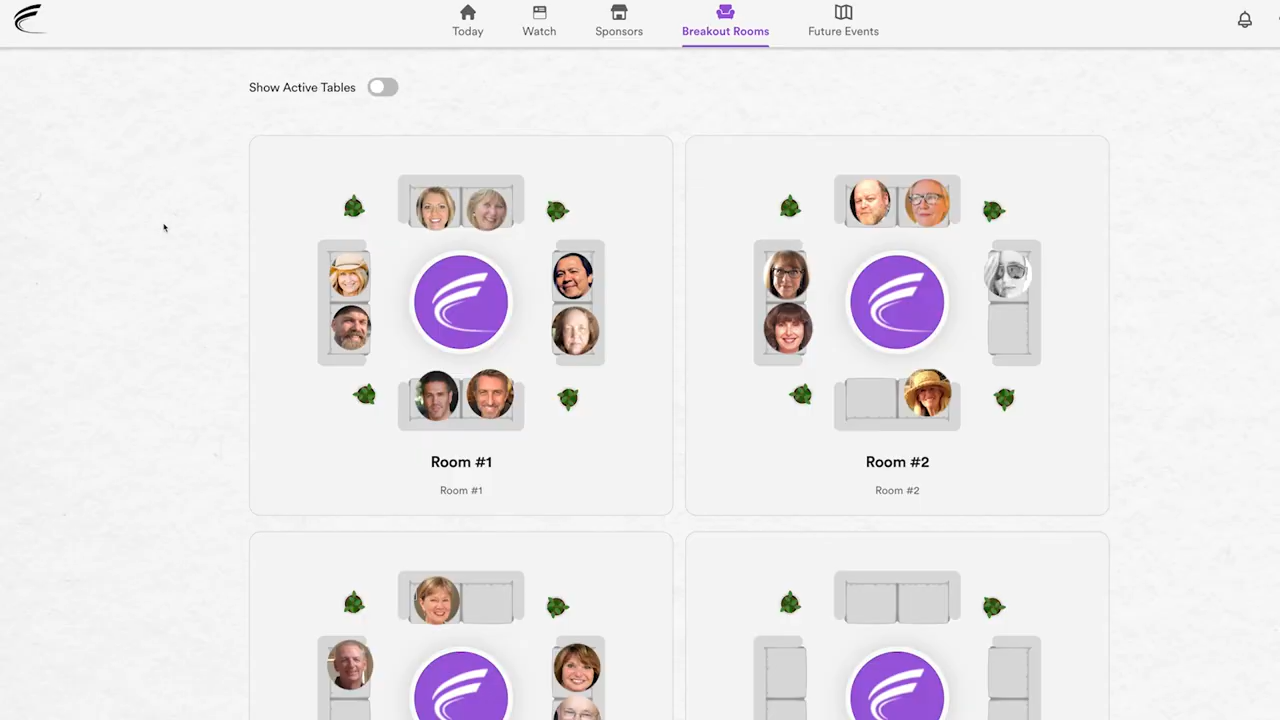 Today
Watch
Sponsors
Breakout Rooms
Future Events
Show Active Tables
Room #1
Room #1
Room #2
Room #2